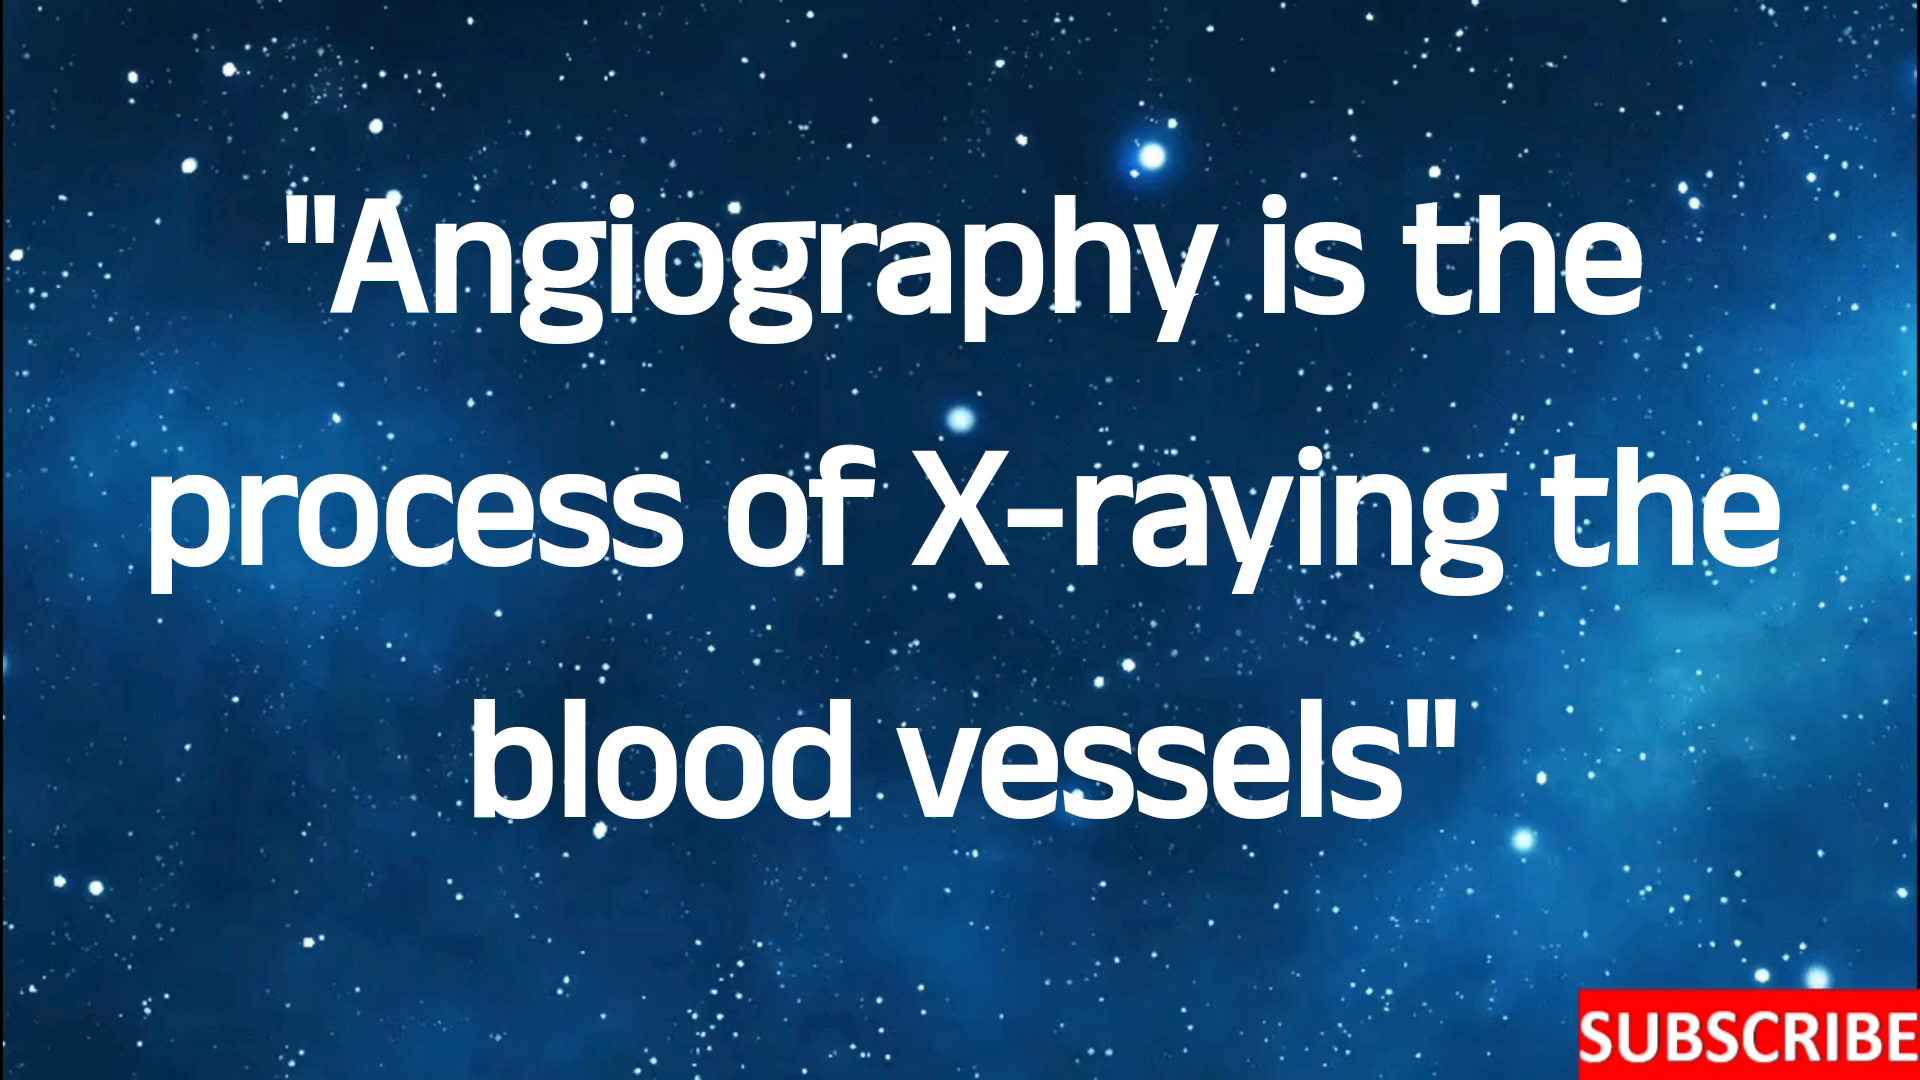 "Angiography is the
process of X-raying the
blood vessels"
SUBSCRIBE